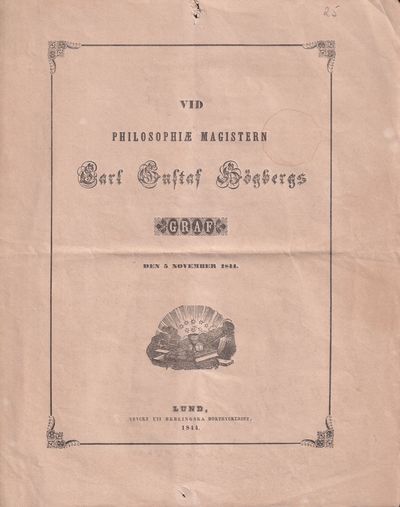 25
VID
PHILOSOPHIÆ MAGISTERN
Carl Gustaf Högbergs
GRAF
DEN 5 NOVEMBER 1844.
LUND,
TRYCKT UTI BERLINGSKA BOKTRYCKERIET,
1844.